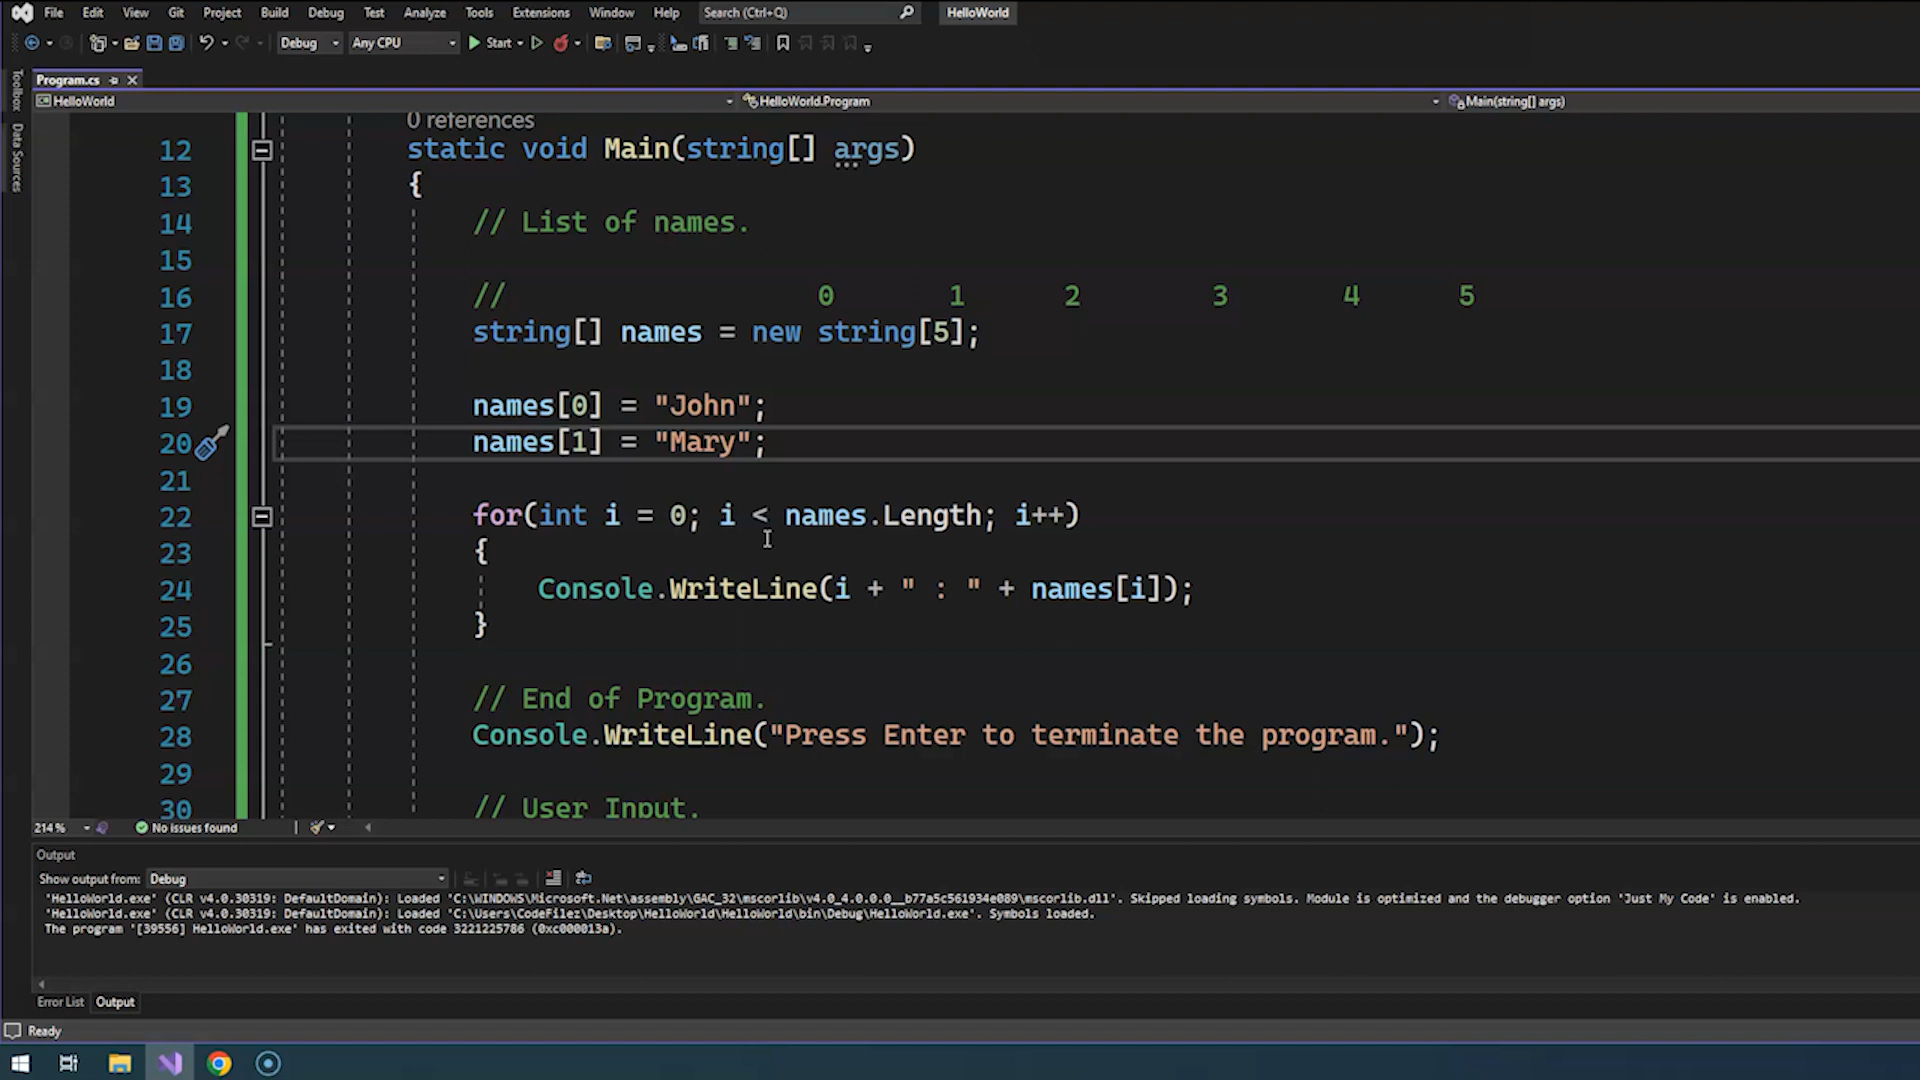 File Edit View Git Project Build Debug Test Analyze Tools Extensions Window Help Search (Ctrl+Q) HelloWorld
Debug Any CPU Start
Toolbox
Data Sources
Program.cs
HelloWorld HelloWorld.Program Main(string[] args)
0 references
12 static void Main(string[] args)
13 {
14 // List of names.
15
16 // 0 1 2 3 4 5
17 string[] names = new string[5];
18
19 names[0] = "John";
20 names[1] = "Mary";
21
22 for(int i = 0; i < names.Length; i++)
23 {
24 Console.WriteLine(i + " : " + names[i]);
25 }
26
27 // End of Program.
28 Console.WriteLine("Press Enter to terminate the program.");
29
30 // User Input.
214 % No issues found
Output
Show output from: Debug
'HelloWorld.exe' (CLR v4.0.30319: DefaultDomain): Loaded 'C:\WINDOWS\Microsoft.Net\assembly\GAC_32\mscorlib\v4.0_4.0.0.0__b77a5c561934e089\mscorlib.dll'. Skipped loading symbols. Module is optimized and the debugger option 'Just My Code' is enabled.
'HelloWorld.exe' (CLR v4.0.30319: DefaultDomain): Loaded 'C:\Users\CodeFilez\Desktop\HelloWorld\HelloWorld\bin\Debug\HelloWorld.exe'. Symbols loaded.
The program '[39556] HelloWorld.exe' has exited with code 3221225786 (0xc000013a).
Error List Output
Ready